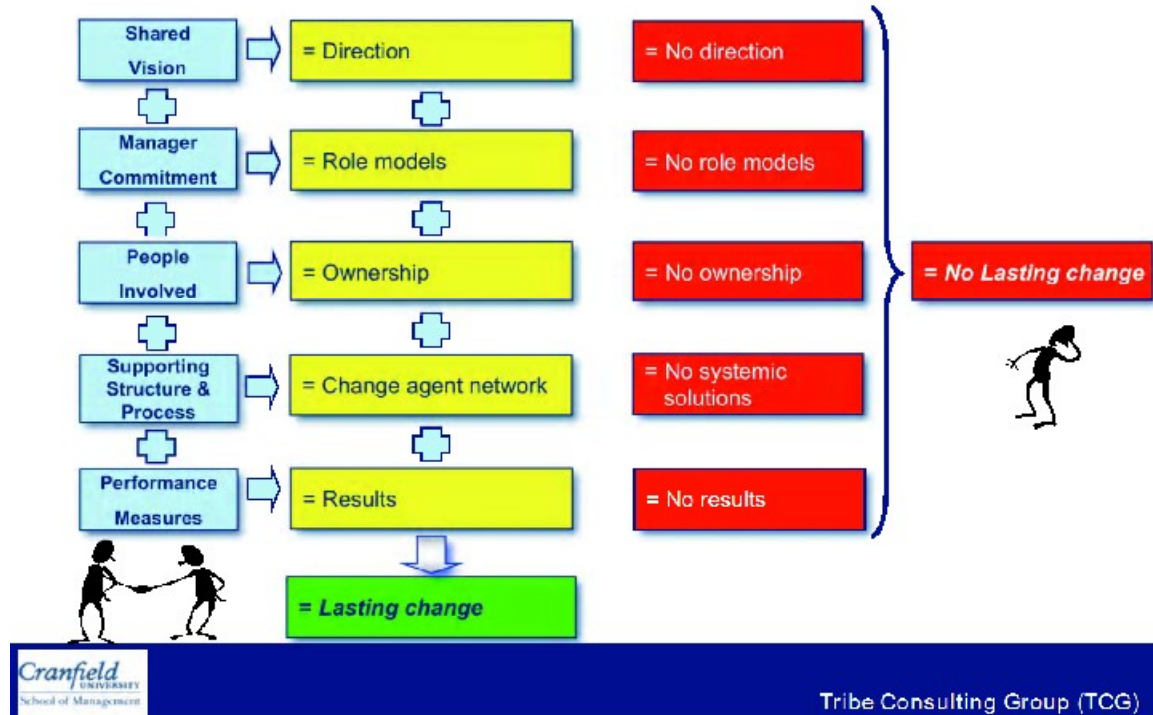 Shared
Vision
= Direction
= No direction
Manager
Commitment
= Role models
= No role models
People
Involved
= Ownership
= No ownership
= No Lasting change
Supporting
Structure &
Process
= Change agent network
= No systemic
solutions
Performance
Measures
= Results
= No results
= Lasting change
Cranfield
UNIVERSITY
School of Management
Tribe Consulting Group (TCG)